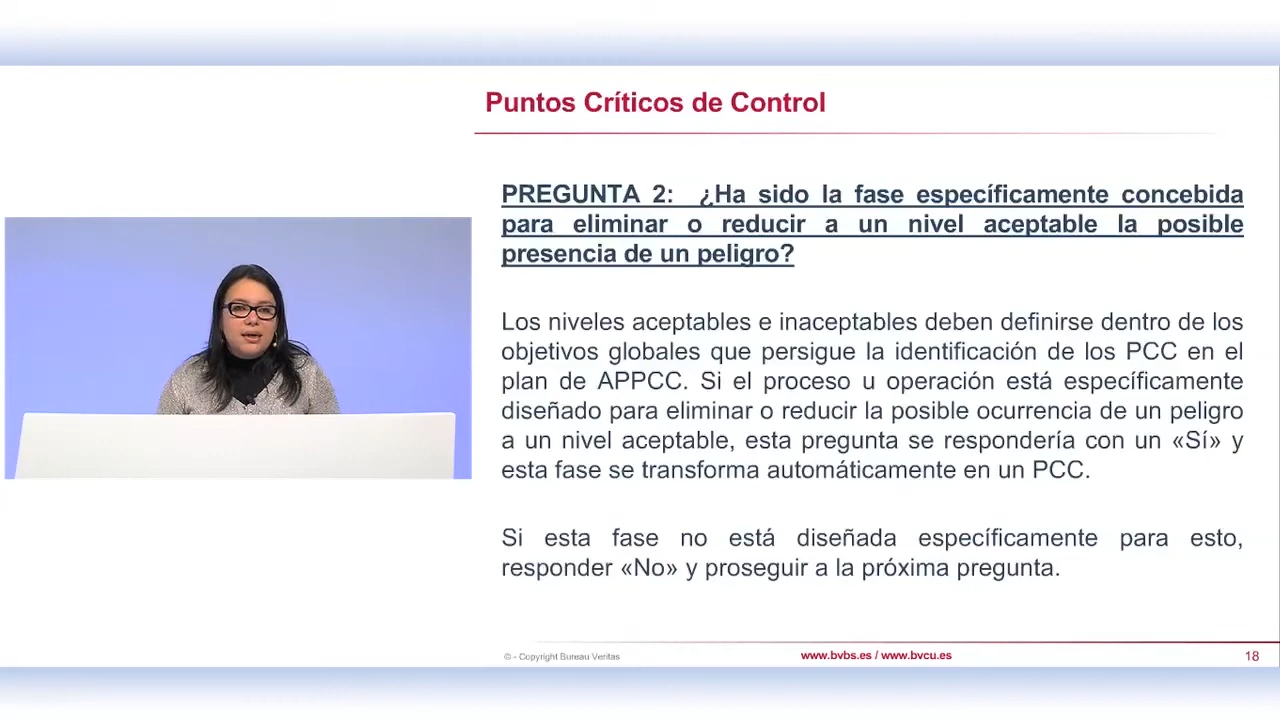 Puntos Críticos de Control
PREGUNTA 2: ¿Ha sido la fase específicamente concebida
para eliminar o reducir a un nivel aceptable la posible
presencia de un peligro?
Los niveles aceptables e inaceptables deben definirse dentro de los
objetivos globales que persigue la identificación de los PCC en el
plan de APPCC. Si el proceso u operación está específicamente
diseñado para eliminar o reducir la posible ocurrencia de un peligro
a un nivel aceptable, esta pregunta se respondería con un «Sí» y
esta fase se transforma automáticamente en un PCC.
Si esta fase no está diseñada específicamente para esto,
responder «No» y proseguir a la próxima pregunta.
© - Copyright Bureau Veritas
www.bvbs.es / www.bvcu.es
18